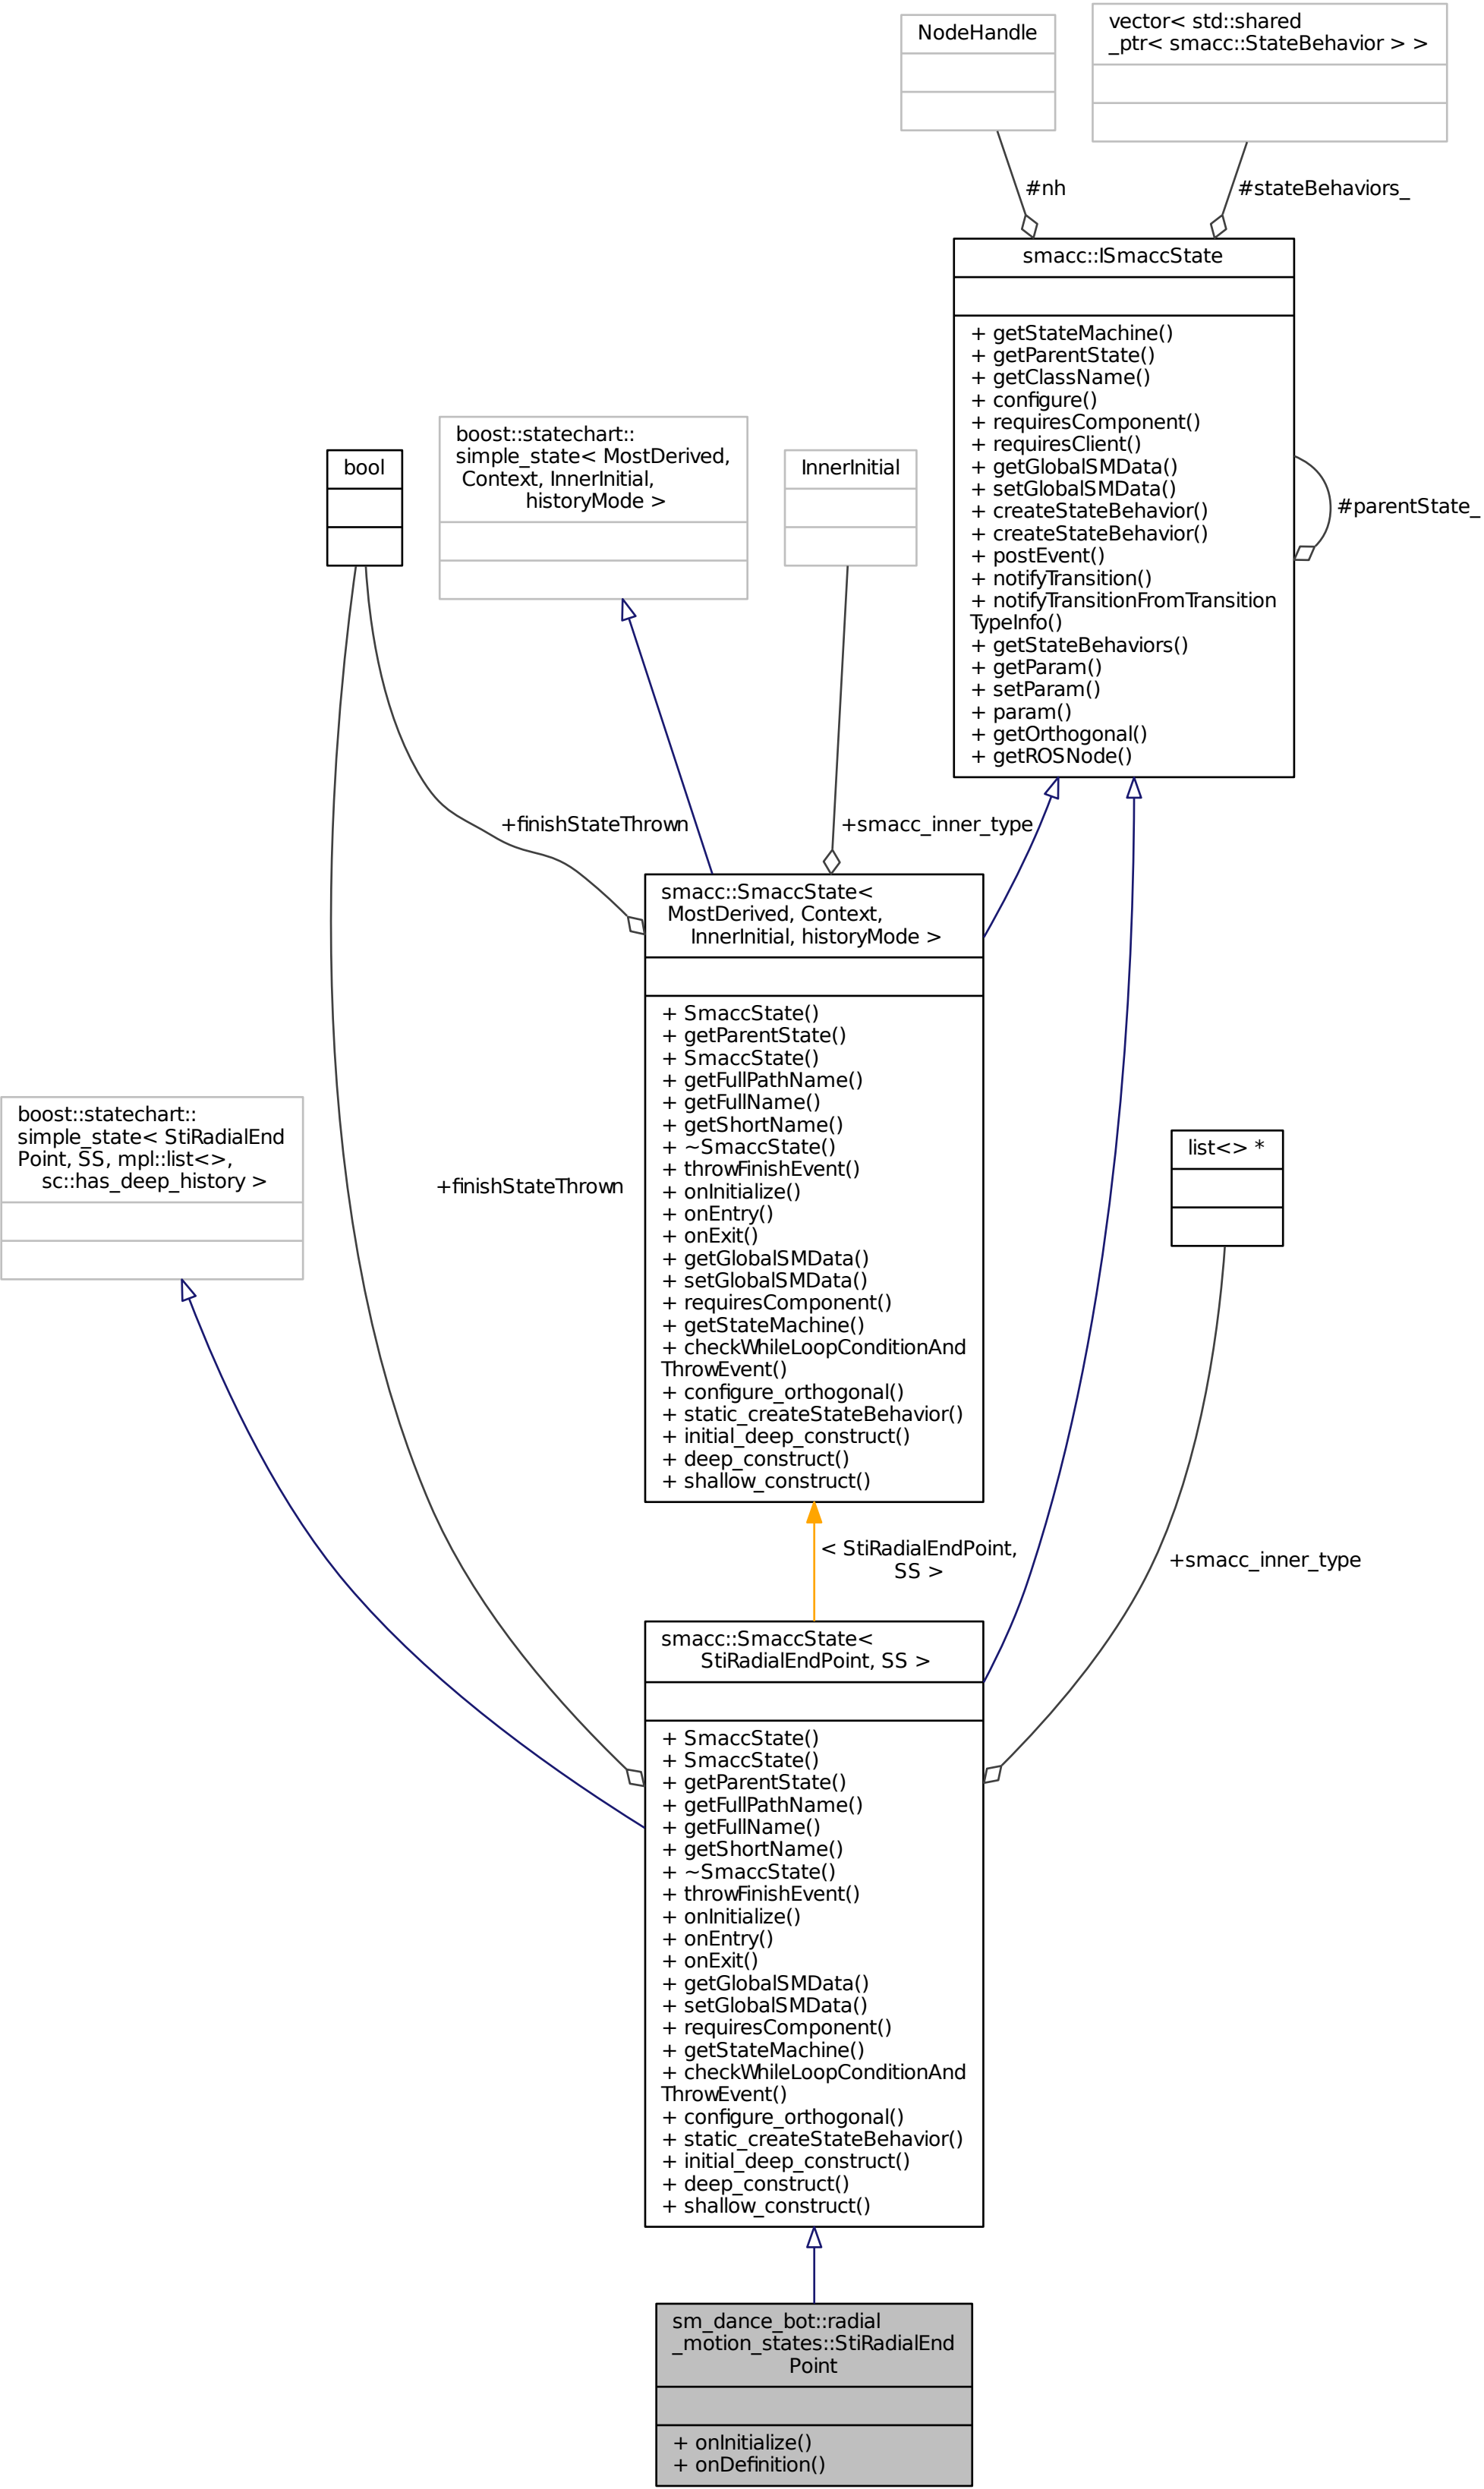 NodeHandle
vector< std::shared
_ptr< smacc::StateBehavior > >
#nh
#stateBehaviors_
smacc::ISmaccState
+ getStateMachine()
+ getParentState()
+ getClassName()
+ configure()
+ requiresComponent()
+ requiresClient()
+ getGlobalSMData()
+ setGlobalSMData()
+ createStateBehavior()
+ createStateBehavior()
+ postEvent()
+ notifyTransition()
+ notifyTransitionFromTransition
TypeInfo()
+ getStateBehaviors()
+ getParam()
+ setParam()
+ param()
+ getOrthogonal()
+ getROSNode()
#parentState_
bool
boost::statechart::
simple_state< MostDerived,
Context, InnerInitial,
historyMode >
InnerInitial
+finishStateThrown
+smacc_inner_type
smacc::SmaccState<
MostDerived, Context,
InnerInitial, historyMode >
+ SmaccState()
+ getParentState()
+ SmaccState()
+ getFullPathName()
+ getFullName()
+ getShortName()
+ ~SmaccState()
+ throwFinishEvent()
+ onInitialize()
+ onEntry()
+ onExit()
+ getGlobalSMData()
+ setGlobalSMData()
+ requiresComponent()
+ getStateMachine()
+ checkWhileLoopConditionAnd
ThrowEvent()
+ configure_orthogonal()
+ static_createStateBehavior()
+ initial_deep_construct()
+ deep_construct()
+ shallow_construct()
boost::statechart::
simple_state< StiRadialEnd
Point, SS, mpl::list<>,
sc::has_deep_history >
+finishStateThrown
list<> *
< StiRadialEndPoint,
SS >
+smacc_inner_type
smacc::SmaccState<
StiRadialEndPoint, SS >
+ SmaccState()
+ SmaccState()
+ getParentState()
+ getFullPathName()
+ getFullName()
+ getShortName()
+ ~SmaccState()
+ throwFinishEvent()
+ onInitialize()
+ onEntry()
+ onExit()
+ getGlobalSMData()
+ setGlobalSMData()
+ requiresComponent()
+ getStateMachine()
+ checkWhileLoopConditionAnd
ThrowEvent()
+ configure_orthogonal()
+ static_createStateBehavior()
+ initial_deep_construct()
+ deep_construct()
+ shallow_construct()
sm_dance_bot::radial
_motion_states::StiRadialEnd
Point
+ onInitialize()
+ onDefinition()